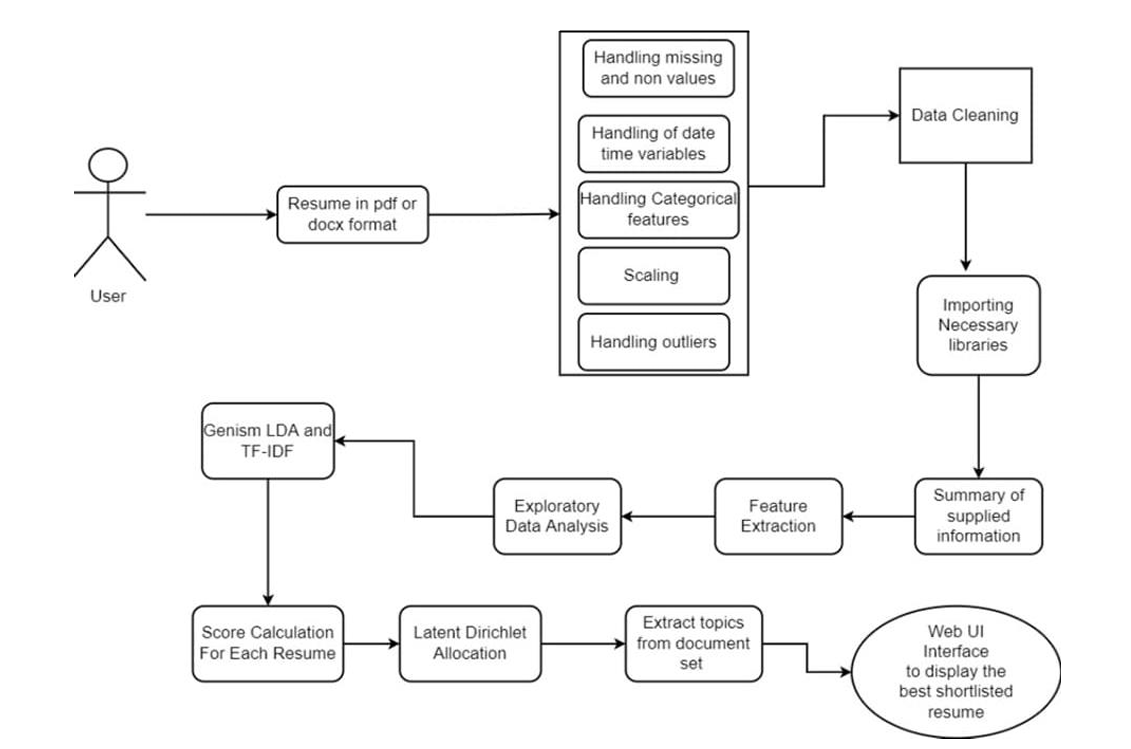 User
Resume in pdf or
docx format
Handling missing
and non values
Handling of date
time variables
Handling Categorical
features
Scaling
Handling outliers
Data Cleaning
Importing
Necessary
libraries
Summary of
supplied
information
Feature
Extraction
Exploratory
Data Analysis
Genism LDA and
TF-IDF
Score Calculation
For Each Resume
Latent Dirichlet
Allocation
Extract topics
from document
set
Web UI
Interface
to display the
best shortlisted
resume